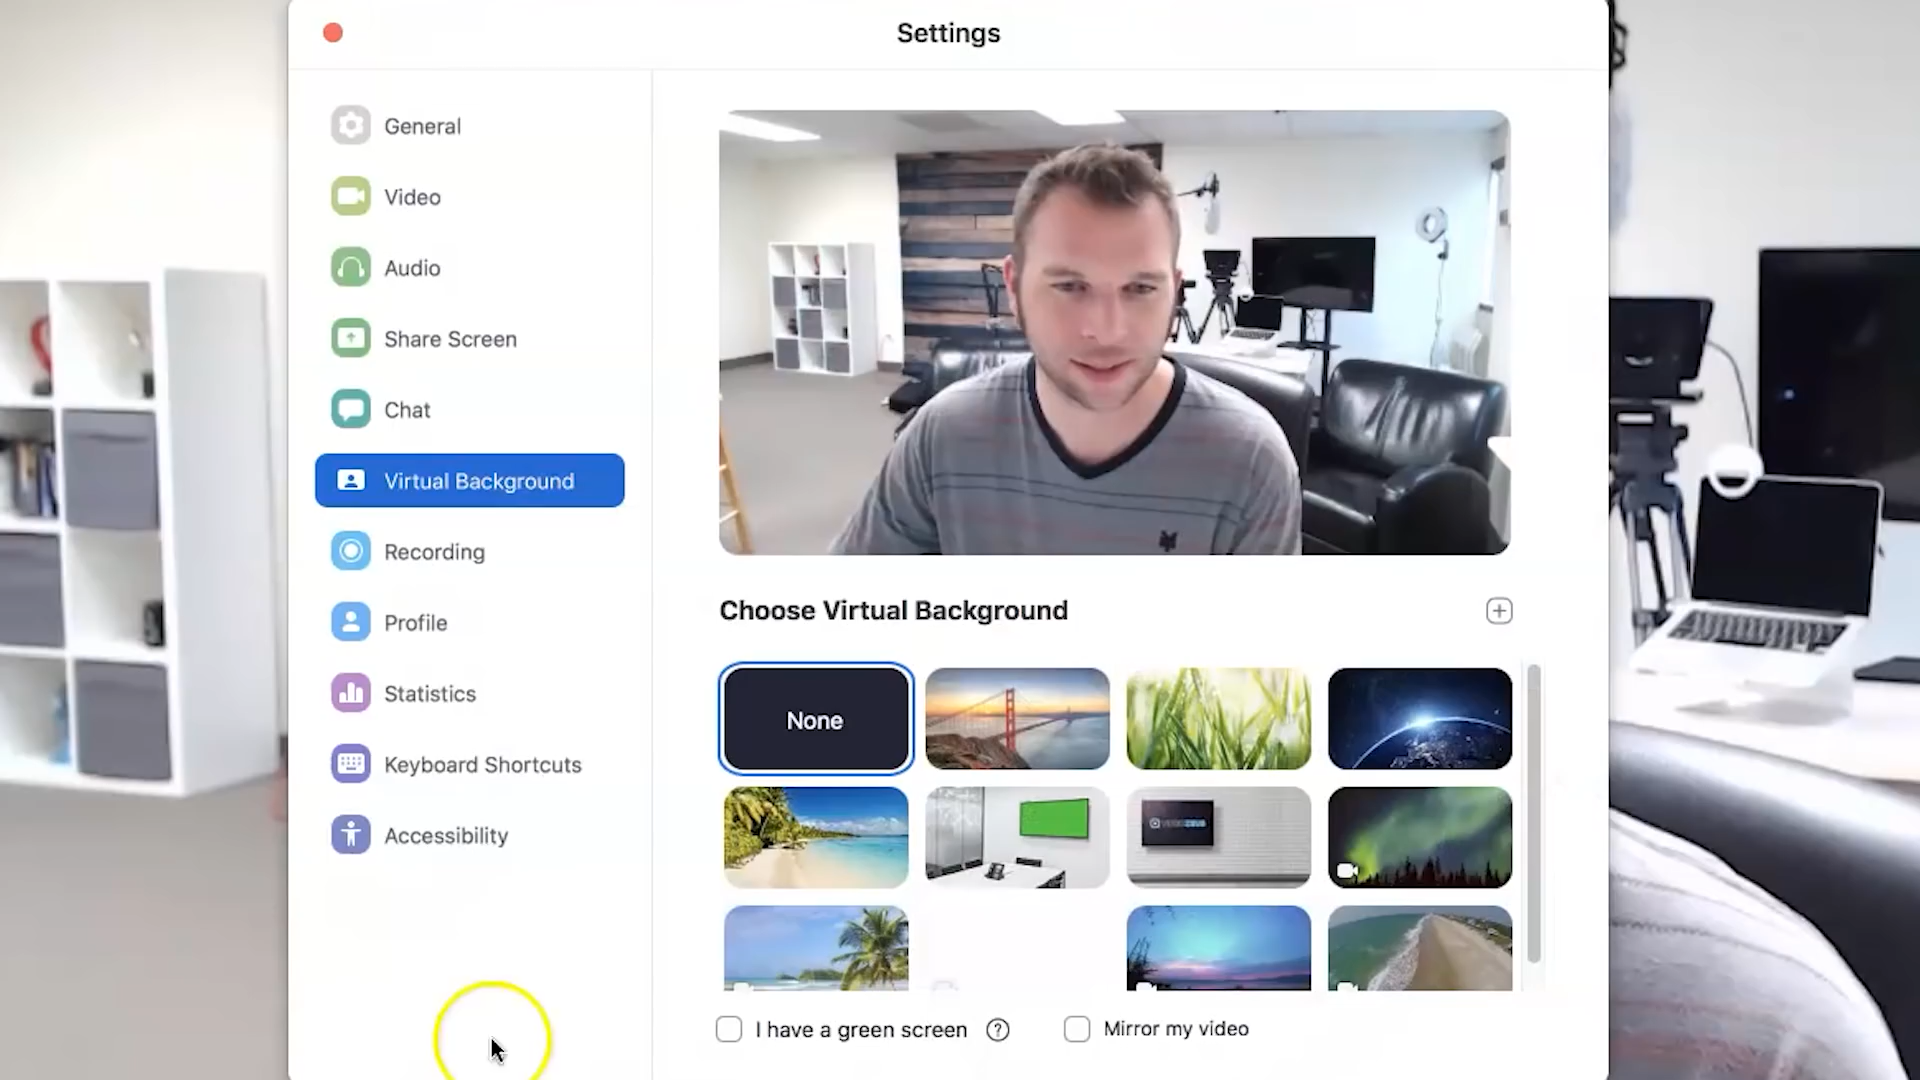 Settings
General
Video
Audio
Share Screen
Chat
Virtual Background
Recording
Profile
Statistics
Keyboard Shortcuts
Accessibility
Choose Virtual Background
None
I have a green screen
Mirror my video